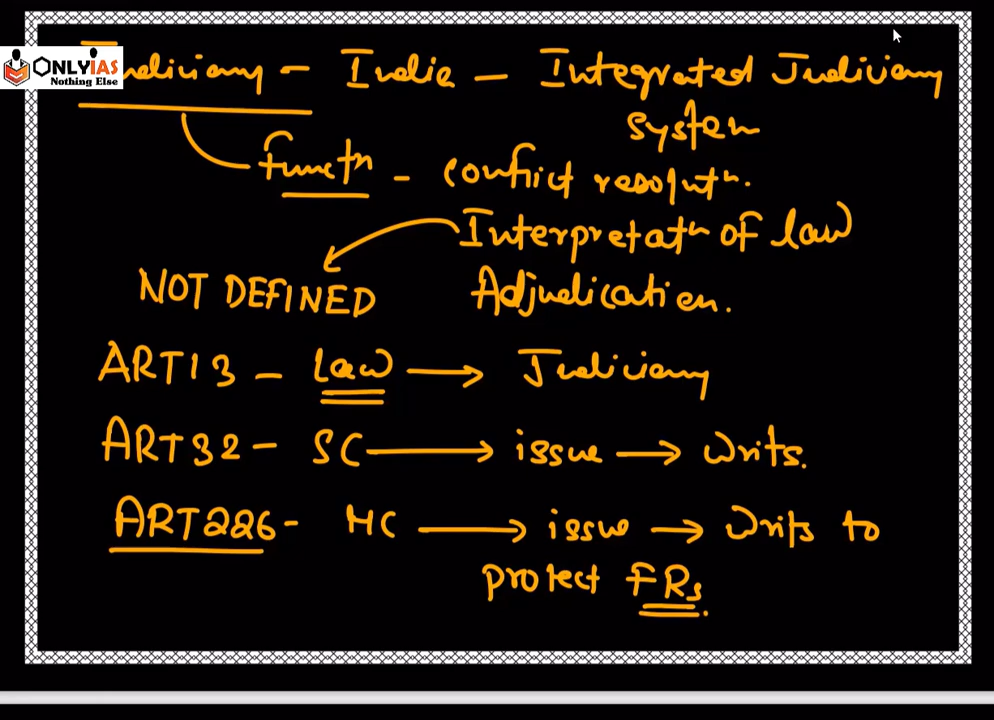 ONLYIAS
Nothing Else
Judiciary - India - Integrated Judiciary
system
functn - conflict resolutn.
Interpretatn of law
NOT DEFINED
Adjudication.
ART13 - Law → Judiciary
ART32 - SC → issue → Writs.
ART226 - HC → issue → Writs to
protect FRs.